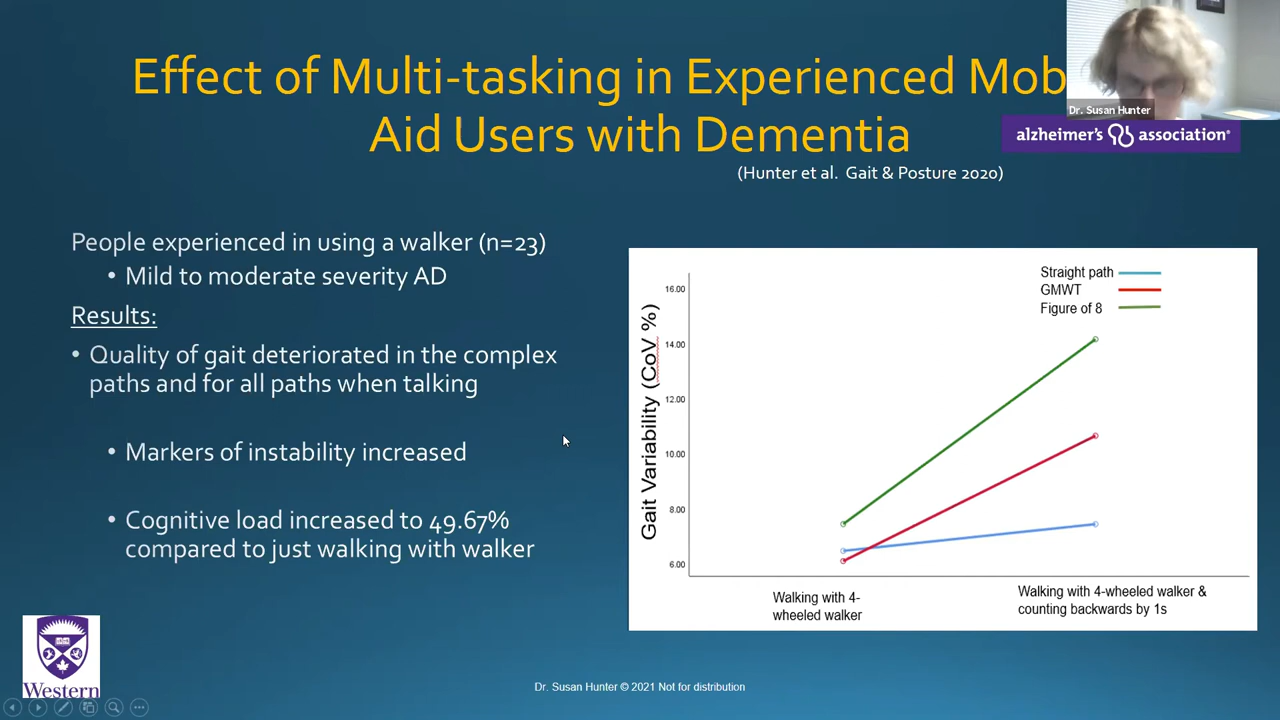 Effect of Multi-tasking in Experienced Mob
Aid Users with Dementia
Dr. Susan Hunter
alzheimer's association®
(Hunter et al. Gait & Posture 2020)
People experienced in using a walker (n=23)
• Mild to moderate severity AD
Results:
• Quality of gait deteriorated in the complex
paths and for all paths when talking
• Markers of instability increased
• Cognitive load increased to 49.67%
compared to just walking with walker
Straight path
GMWT
Figure of 8
Gait Variability (CoV %)
16.00
14.00
12.00
10.00
8.00
6.00
Walking with 4-
wheeled walker
Walking with 4-wheeled walker &
counting backwards by 1s
Western
Dr. Susan Hunter © 2021 Not for distribution